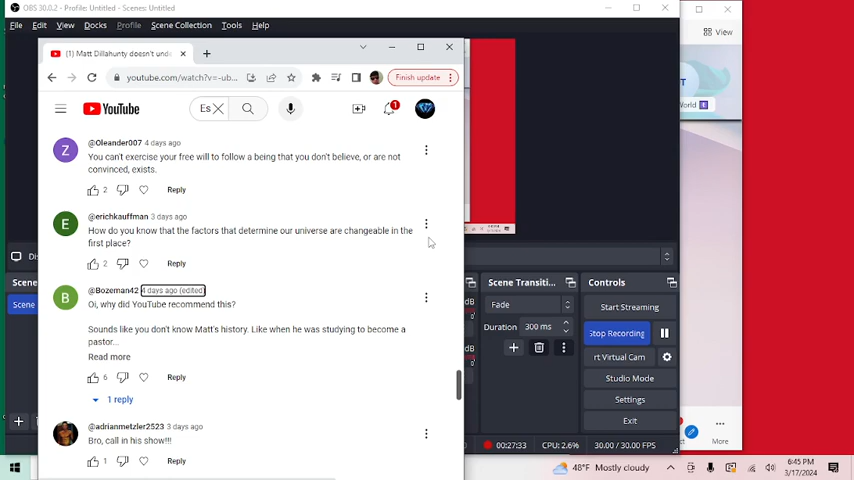 OBS 30.0.2 - Profile: Untitled - Scenes: Untitled
File Edit View Docks Profile Scene Collection Tools Help
View
(1) Matt Dillahunty doesn't und
youtube.com/watch?v=-ub...
Finish update
YouTube
Es
1
World
@Oleander007 4 days ago
You can't exercise your free will to follow a being that you don't believe, or are not
convinced, exists.
2 Reply
@erichkauffman 3 days ago
How do you know that the factors that determine our universe are changeable in the
first place?
2 Reply
@Bozeman42 4 days ago (edited)
Oi, why did YouTube recommend this?
Sounds like you don't know Matt's history. Like when he was studying to become a
pastor...
Read more
6 Reply
1 reply
@adrianmetzler2523 3 days ago
Bro, call in his show!!!
1 Reply
Z
E
B
Dis
Scene
Scene
dB
dB
Scene Transiti...
Fade
Duration 300 ms
Controls
Start Streaming
Stop Recording
rt Virtual Cam
Studio Mode
Settings
Exit
More
00:27:33 CPU: 2.6% 30.00 / 30.00 FPS
48°F Mostly cloudy
6:45 PM
3/17/2024